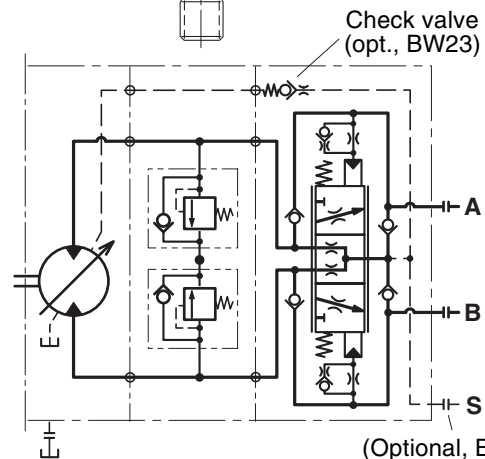 Check valve
(opt., BW23)
A
B
S
(Optional,